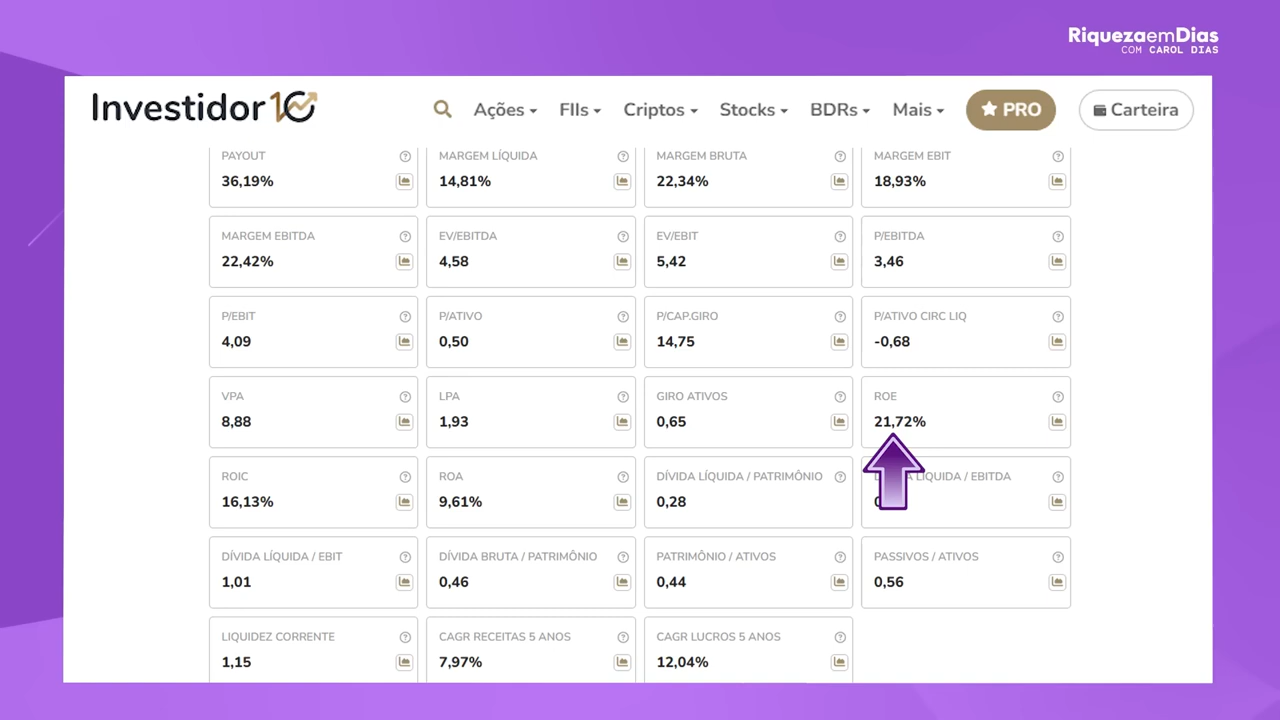 RiquezaemDias
COM CAROL DIAS
Investidor10
Ações
FIIs
Criptos
Stocks
BDRs
Mais
PRO
Carteira
PAYOUT
36,19%
MARGEM LÍQUIDA
14,81%
MARGEM BRUTA
22,34%
MARGEM EBIT
18,93%
MARGEM EBITDA
22,42%
EV/EBITDA
4,58
EV/EBIT
5,42
P/EBITDA
3,46
P/EBIT
4,09
P/ATIVO
0,50
P/CAP.GIRO
14,75
P/ATIVO CIRC LIQ
-0,68
VPA
8,88
LPA
1,93
GIRO ATIVOS
0,65
ROE
21,72%
ROIC
16,13%
ROA
9,61%
DÍVIDA LÍQUIDA / PATRIMÔNIO
0,28
LÍQUIDA / EBITDA
DÍVIDA LÍQUIDA / EBIT
1,01
DÍVIDA BRUTA / PATRIMÔNIO
0,46
PATRIMÔNIO / ATIVOS
0,44
PASSIVOS / ATIVOS
0,56
LIQUIDEZ CORRENTE
1,15
CAGR RECEITAS 5 ANOS
7,97%
CAGR LUCROS 5 ANOS
12,04%